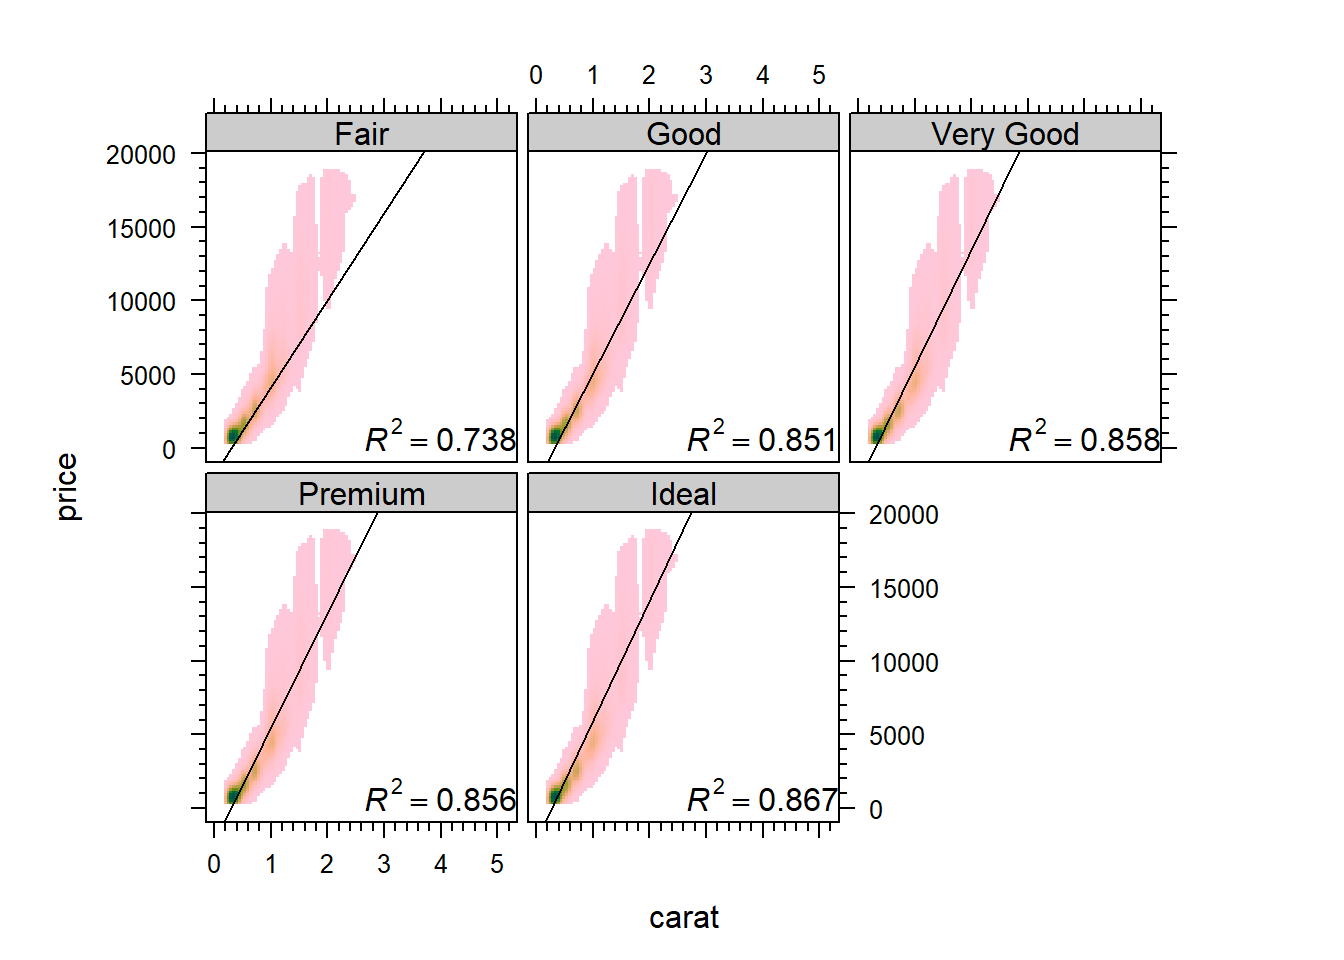 0 1 2 3 4 5
Fair Good Very Good
20000
15000
10000
5000
0
R² = 0.738 R² = 0.851 R² = 0.858
price
Premium Ideal
20000
15000
10000
5000
0
R² = 0.856 R² = 0.867
0 1 2 3 4 5
carat